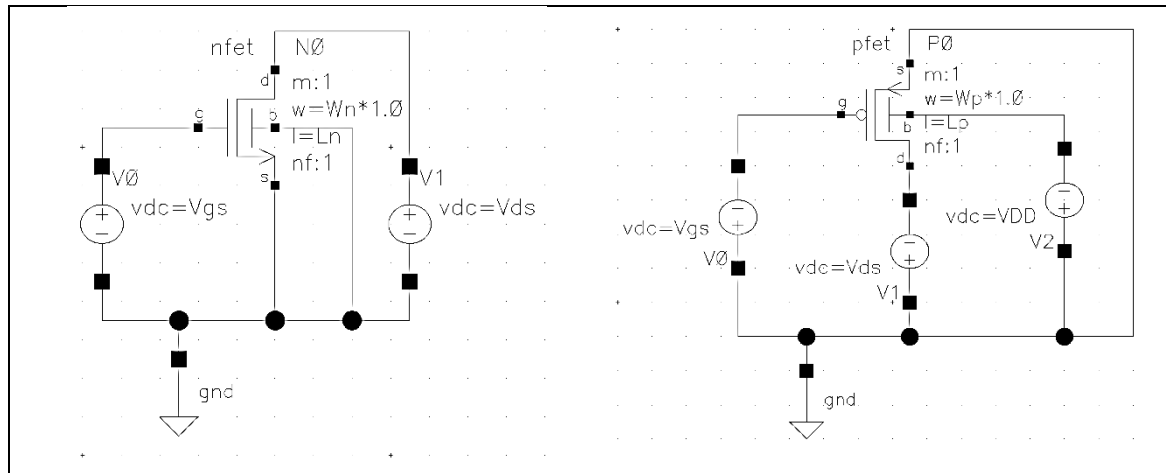 nfet NØ
d
m:1
w=Wn*1.Ø
g
b
l=Ln
nf:1
s
VØ
vdc=Vgs
V1
vdc=Vds
gnd
pfet PØ
s
m:1
w=Wp*1.Ø
g
b
l=Lp
nf:1
d
vdc=Vgs
VØ
vdc=Vds
V1
vdc=VDD
V2
gnd